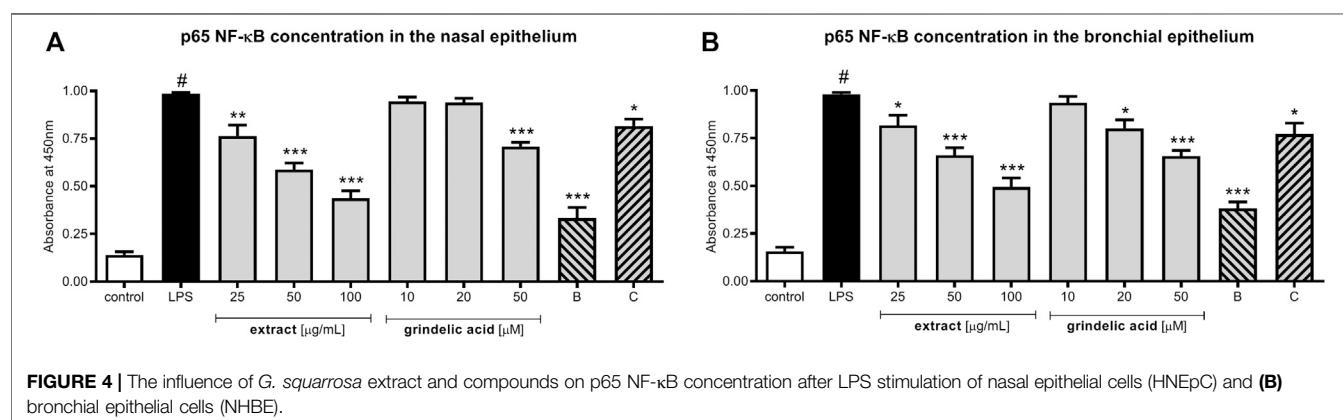 A
p65 NF-κB concentration in the nasal epithelium
Absorbance at 450nm
1.00
0.75
0.50
0.25
0.00
#
**
***
***
***
***
*
control LPS 25 50 100 10 20 50 B C
extract [μg/mL] grindelic acid [μM]
B
p65 NF-κB concentration in the bronchial epithelium
Absorbance at 450nm
1.00
0.75
0.50
0.25
0.00
#
*
***
***
*
***
***
*
control LPS 25 50 100 10 20 50 B C
extract [μg/mL] grindelic acid [μM]
FIGURE 4 | The influence of G. squarrosa extract and compounds on p65 NF-κB concentration after LPS stimulation of nasal epithelial cells (HNEpC) and (B)
bronchial epithelial cells (NHBE).